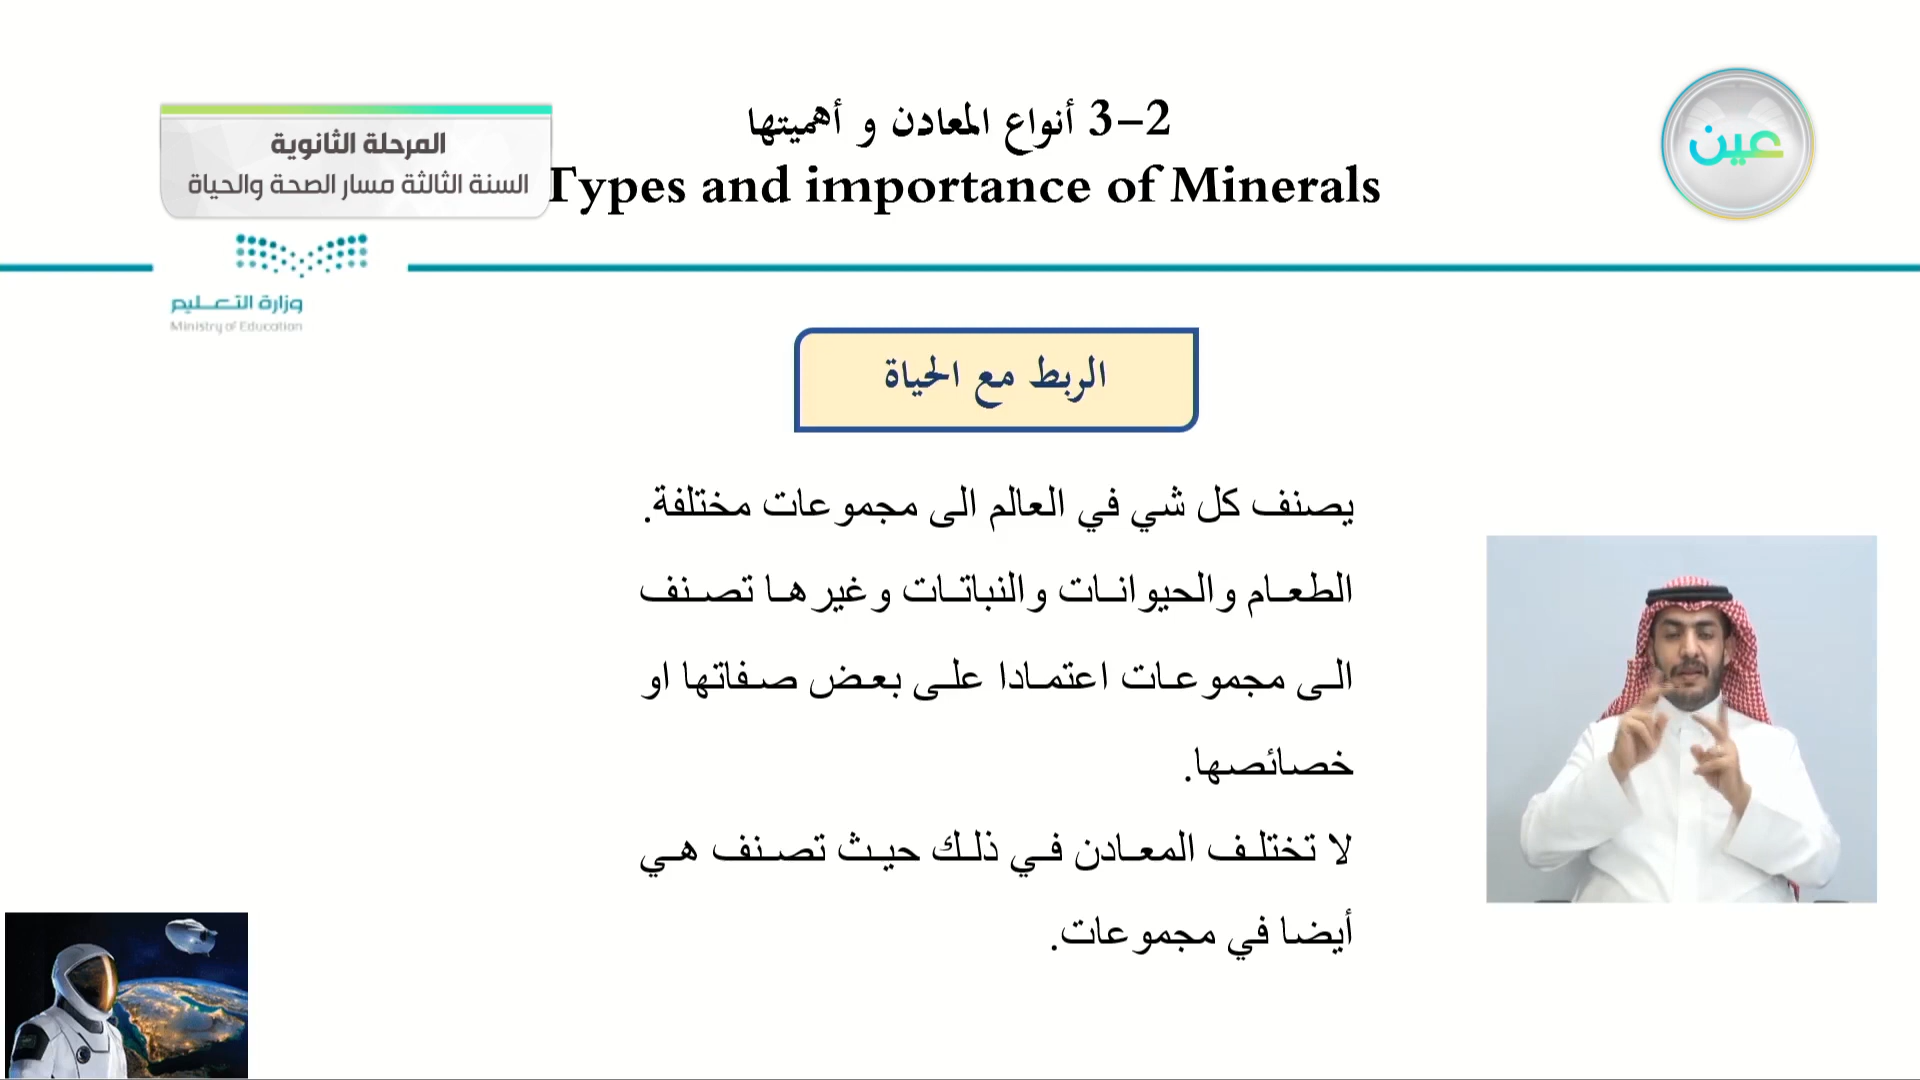 3-2 أنواع المعادن و أهميتها
Types and importance of Minerals
المرحلة الثانوية
السنة الثالثة مسار الصحة والحياة
عين
وزارة التعليم
Ministry of Education
الربط مع الحياة
يصنف كل شي في العالم الى مجموعات مختلفة.
الطعام والحيوانات والنباتات وغيرها تصنف
الى مجموعات اعتمادا على بعض صفاتها او
خصائصها.
لا تختلف المعادن في ذلك حيث تصنف هي
أيضا في مجموعات.